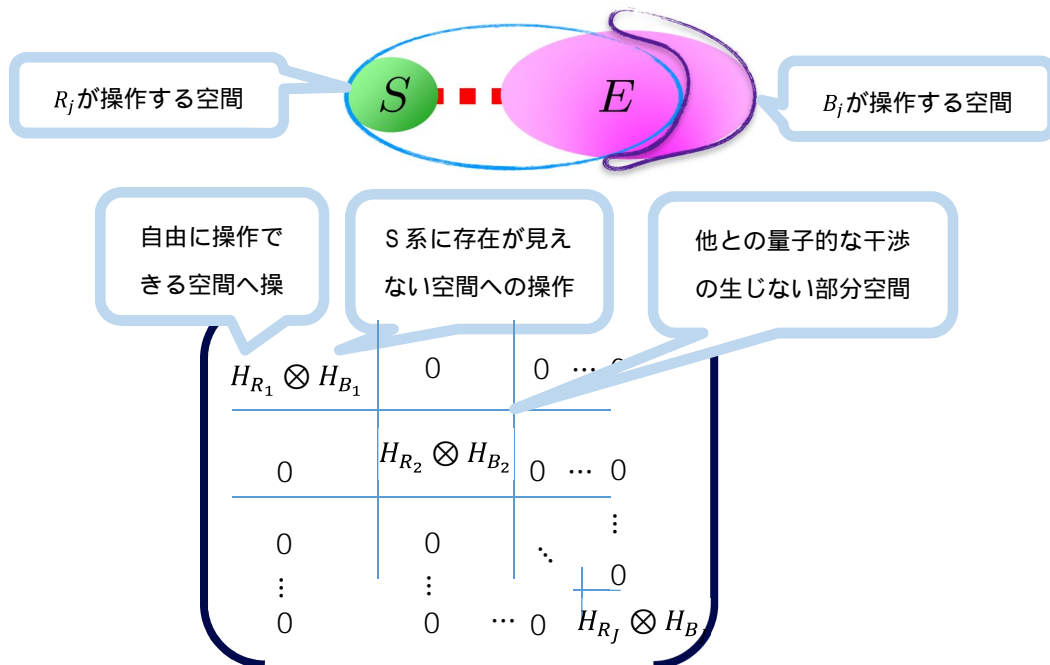 R_jが操作する空間
S
E
B_jが操作する空間
自由に操作で
きる空間へ操
S系に存在が見え
ない空間への操作
他との量子的な干渉
の生じない部分空間
H_{R_1} ⊗ H_{B_1} 0 0 ⋯ 0
0 H_{R_2} ⊗ H_{B_2} 0 ⋯ 0
⋮
0 0 ⋱ 0
⋮ ⋮
0 0 ⋯ 0 H_{R_J} ⊗ H_B